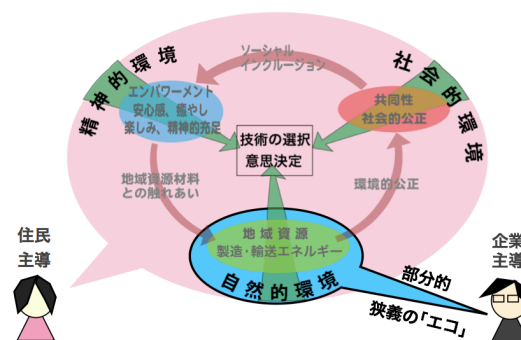 精神的環境
社会的環境
ソーシャル
インクルージョン
エンパワーメント
安心感、癒やし
楽しみ、精神的充足
共同性
社会的公正
技術の選択
意思決定
地域資源材料
との触れあい
環境的公正
地域資源
製造・輸送エネルギー
自然的環境
住民
主導
企業
主導
部分的
狭義の「エコ」